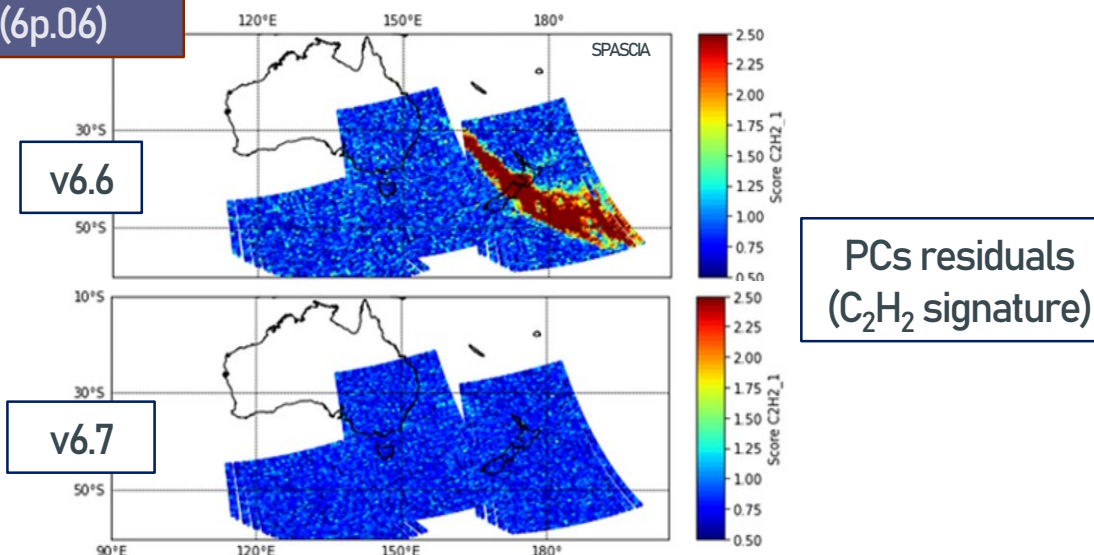 (6p.06)
120°E 150°E 180°
SPASCIA
30°S
50°S
v6.6
2.50
2.25
2.00
1.75
1.50
1.25
1.00
0.75
0.50
Score C2H2_1
PCs residuals
(C₂H₂ signature)
10°S
30°S
50°S
v6.7
90°E 120°E 150°E 180°
2.50
2.25
2.00
1.75
1.50
1.25
1.00
0.75
0.50
Score C2H2_1